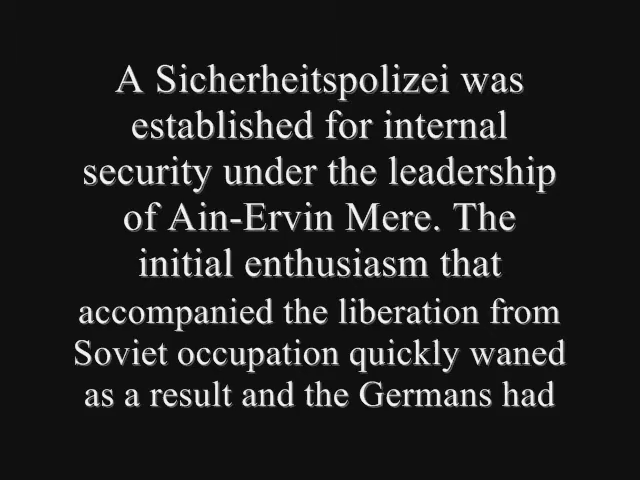 A Sicherheitspolizei was
established for internal
security under the leadership
of Ain-Ervin Mere. The
initial enthusiasm that
accompanied the liberation from
Soviet occupation quickly waned
as a result and the Germans had